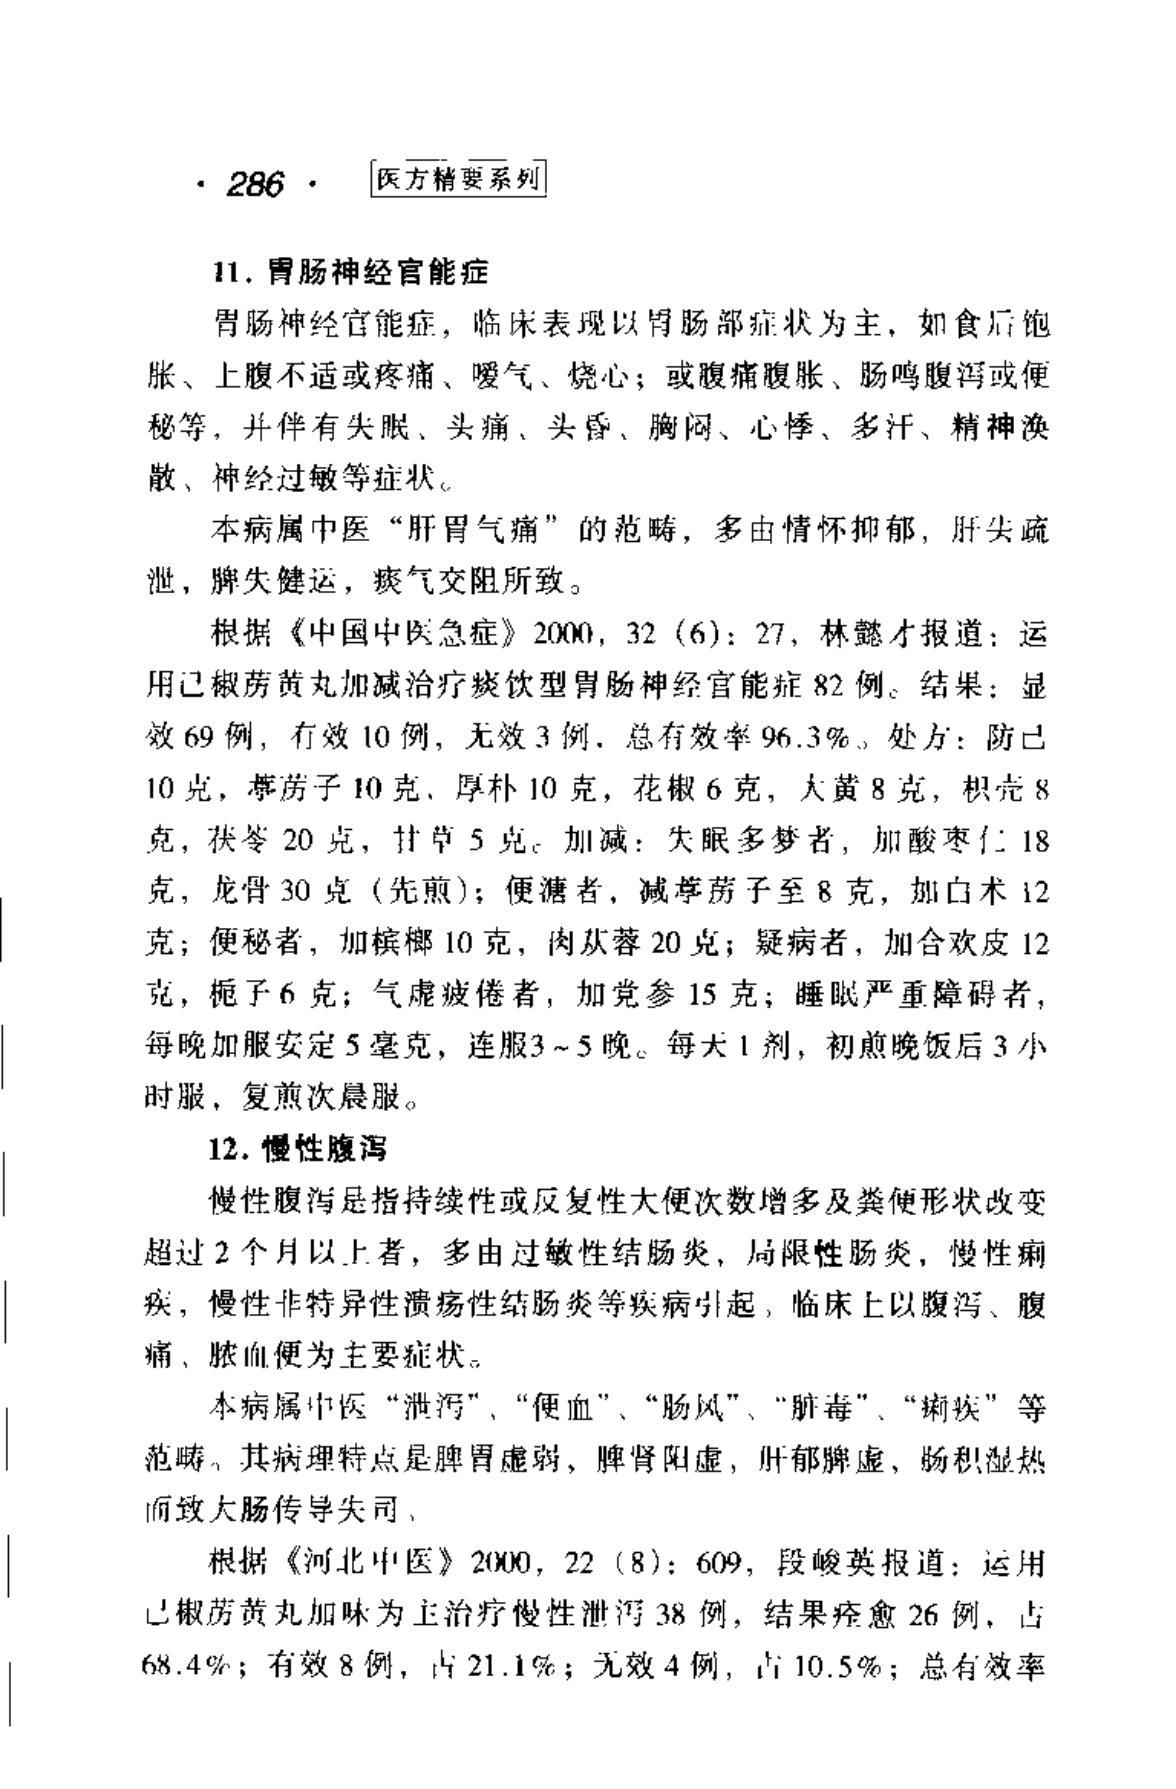 · 286 · 医方精要系列
11. 胃肠神经官能症
胃肠神经官能症，临床表现以胃肠部症状为主，如食后饱
胀、上腹不适或疼痛、嗳气、烧心；或腹痛腹胀、肠鸣腹泻或便
秘等，并伴有失眠、头痛、头昏、胸闷、心悸、多汗、精神涣
散、神经过敏等症状。
本病属中医“肝胃气痛”的范畴，多由情怀抑郁，肝失疏
泄，脾失健运，痰气交阻所致。
根据《中国中医急症》2000，32（6）：27，林懿才报道：运
用己椒苈黄丸加减治疗痰饮型胃肠神经官能症 82 例。结果：显
效 69 例，有效 10 例，无效 3 例．总有效率 96.3%。处方：防己
10 克，葶苈子 10 克、厚朴 10 克，花椒 6 克，大黄 8 克，枳壳 8
克，茯苓 20 克，甘草 5 克。加减：失眠多梦者，加酸枣仁 18
克，龙骨 30 克（先煎）；便溏者，减葶苈子至 8 克，加白术 12
克；便秘者，加槟榔 10 克，肉苁蓉 20 克；疑病者，加合欢皮 12
克，栀子 6 克；气虚疲倦者，加党参 15 克；睡眠严重障碍者，
每晚加服安定 5 毫克，连服3～5 晚。每天 1 剂，初煎晚饭后 3 小
时服，复煎次晨服。
12. 慢性腹泻
慢性腹泻是指持续性或反复性大便次数增多及粪便形状改变
超过 2 个月以上者，多由过敏性结肠炎，局限性肠炎，慢性痢
疾，慢性非特异性溃疡性结肠炎等疾病引起。临床上以腹泻、腹
痛、脓血便为主要症状。
本病属中医“泄泻”、“便血”、“肠风”、“脏毒”、“痢疾”等
范畴。其病理特点是脾胃虚弱，脾肾阳虚，肝郁脾虚，肠积湿热
而致大肠传导失司。
根据《河北中医》2000，22（8）：609，段峻英报道：运用
己椒苈黄丸加味为主治疗慢性泄泻 38 例，结果痊愈 26 例，占
68.4%；有效 8 例，占 21.1%；无效 4 例，占 10.5%；总有效率